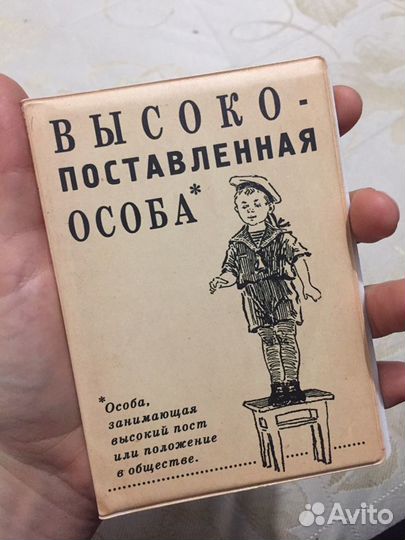 ВЫСОКО-
ПОСТАВЛЕННАЯ
ОСОБА*
*Особа,
занимающая
высокий пост
или положение
в обществе.
Avito